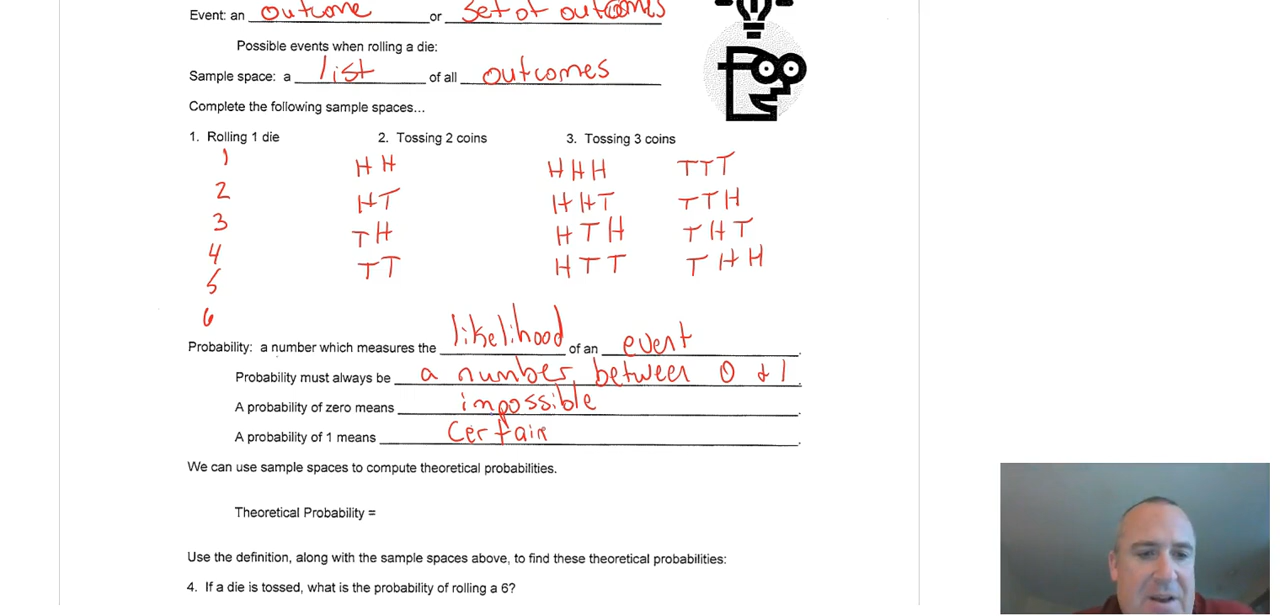 Event: an outcome or set of outcomes
Possible events when rolling a die:
Sample space: a list of all outcomes
Complete the following sample spaces...
1. Rolling 1 die 2. Tossing 2 coins 3. Tossing 3 coins
1 HH HHH TTT
2 HT HHT TTH
3 TH HTH THT
4 TT HTT THH
5
6
Probability: a number which measures the likelihood of an event.
Probability must always be a number between 0 & 1.
A probability of zero means impossible.
A probability of 1 means certain.
We can use sample spaces to compute theoretical probabilities.
Theoretical Probability =
Use the definition, along with the sample spaces above, to find these theoretical probabilities:
4. If a die is tossed, what is the probability of rolling a 6?